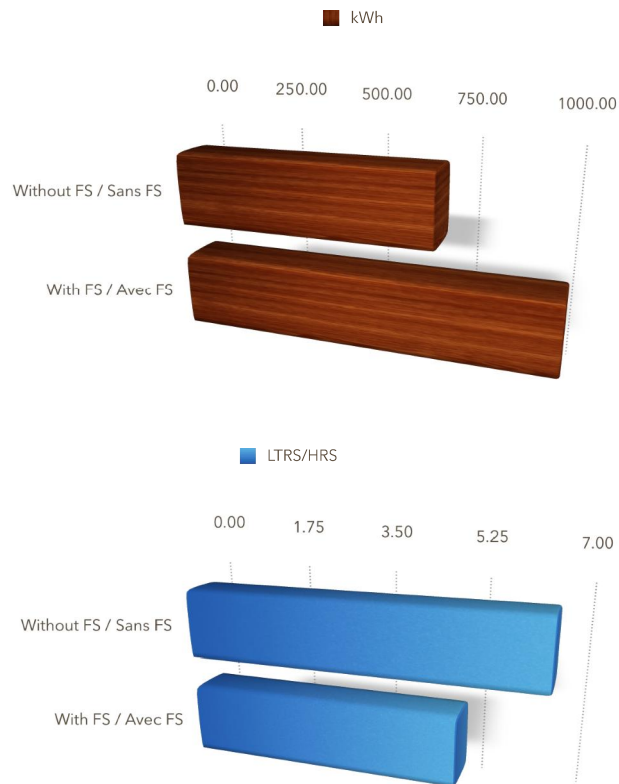 kWh
0.00 250.00 500.00 750.00 1000.00
Without FS / Sans FS
With FS / Avec FS
LTRS/HRS
0.00 1.75 3.50 5.25 7.00
Without FS / Sans FS
With FS / Avec FS